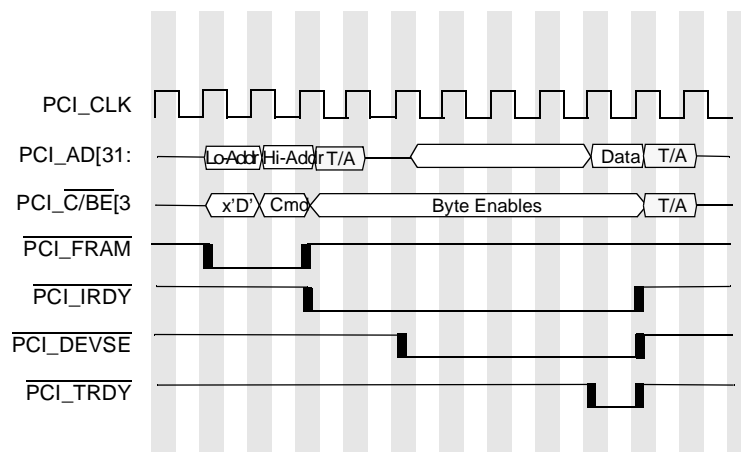 PCI_CLK
PCI_AD[31:
Lo-Addr Hi-Addr T/A Data T/A
PCI_C/BE[3
x'D' Cmd Byte Enables T/A
PCI_FRAM
PCI_IRDY
PCI_DEVSE
PCI_TRDY